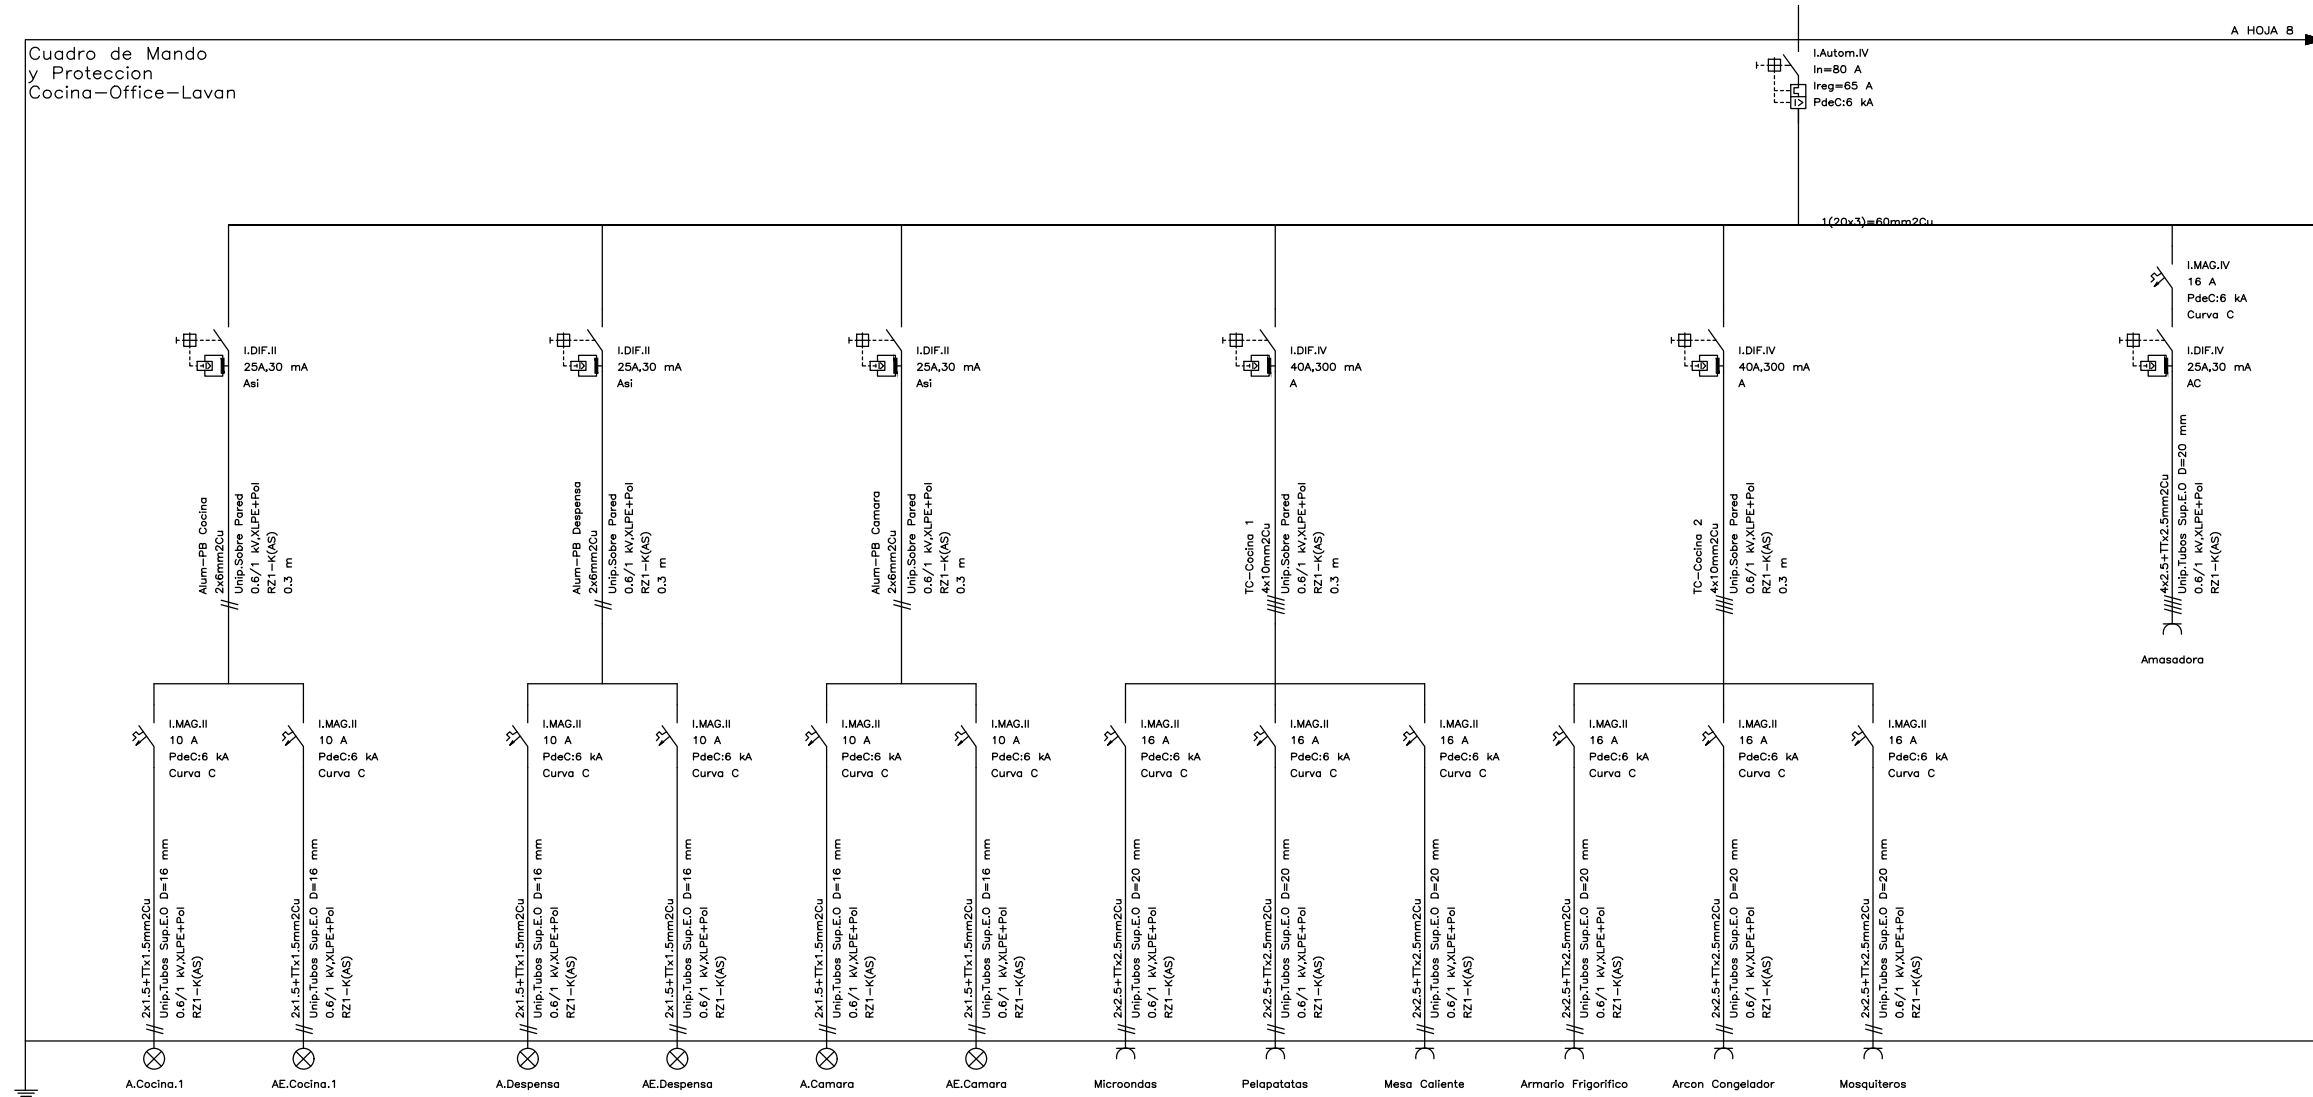 A HOJA 8
Cuadro de Mando
y Proteccion
Cocina-Office-Lavan
I.Autom.IV
In=80 A
Ireg=65 A
PdeC:6 kA
1(20x3)=60mm2Cu
I.MAG.IV
16 A
PdeC:6 kA
Curva C
I.DIF.II
25A,30 mA
Asi
I.DIF.II
25A,30 mA
Asi
I.DIF.II
25A,30 mA
Asi
I.DIF.IV
40A,300 mA
A
I.DIF.IV
40A,300 mA
A
I.DIF.IV
25A,30 mA
AC
Alum-PB Cocina
2x6mm2Cu
Unip.Sobre Pared
0.6/1 kV,XLPE+Pol
RZ1-K(AS)
0.3 m
Alum-PB Despensa
2x6mm2Cu
Unip.Sobre Pared
0.6/1 kV,XLPE+Pol
RZ1-K(AS)
0.3 m
Alum-PB Camara
2x6mm2Cu
Unip.Sobre Pared
0.6/1 kV,XLPE+Pol
RZ1-K(AS)
0.3 m
TC-Cocina 1
4x10mm2Cu
Unip.Sobre Pared
0.6/1 kV,XLPE+Pol
RZ1-K(AS)
0.3 m
TC-Cocina 2
4x10mm2Cu
Unip.Sobre Pared
0.6/1 kV,XLPE+Pol
RZ1-K(AS)
0.3 m
4x2.5+TTx2.5mm2Cu
Unip.Tubos Sup.E.O D=20 mm
0.6/1 kV,XLPE+Pol
RZ1-K(AS)
Amasadora
I.MAG.II
10 A
PdeC:6 kA
Curva C
I.MAG.II
10 A
PdeC:6 kA
Curva C
I.MAG.II
10 A
PdeC:6 kA
Curva C
I.MAG.II
10 A
PdeC:6 kA
Curva C
I.MAG.II
10 A
PdeC:6 kA
Curva C
I.MAG.II
10 A
PdeC:6 kA
Curva C
I.MAG.II
16 A
PdeC:6 kA
Curva C
I.MAG.II
16 A
PdeC:6 kA
Curva C
I.MAG.II
16 A
PdeC:6 kA
Curva C
I.MAG.II
16 A
PdeC:6 kA
Curva C
I.MAG.II
16 A
PdeC:6 kA
Curva C
I.MAG.II
16 A
PdeC:6 kA
Curva C
2x1.5+TTx1.5mm2Cu
Unip.Tubos Sup.E.O D=16 mm
0.6/1 kV,XLPE+Pol
RZ1-K(AS)
2x1.5+TTx1.5mm2Cu
Unip.Tubos Sup.E.O D=16 mm
0.6/1 kV,XLPE+Pol
RZ1-K(AS)
2x1.5+TTx1.5mm2Cu
Unip.Tubos Sup.E.O D=16 mm
0.6/1 kV,XLPE+Pol
RZ1-K(AS)
2x1.5+TTx1.5mm2Cu
Unip.Tubos Sup.E.O D=16 mm
0.6/1 kV,XLPE+Pol
RZ1-K(AS)
2x1.5+TTx1.5mm2Cu
Unip.Tubos Sup.E.O D=16 mm
0.6/1 kV,XLPE+Pol
RZ1-K(AS)
2x1.5+TTx1.5mm2Cu
Unip.Tubos Sup.E.O D=16 mm
0.6/1 kV,XLPE+Pol
RZ1-K(AS)
2x2.5+TTx2.5mm2Cu
Unip.Tubos Sup.E.O D=20 mm
0.6/1 kV,XLPE+Pol
RZ1-K(AS)
2x2.5+TTx2.5mm2Cu
Unip.Tubos Sup.E.O D=20 mm
0.6/1 kV,XLPE+Pol
RZ1-K(AS)
2x2.5+TTx2.5mm2Cu
Unip.Tubos Sup.E.O D=20 mm
0.6/1 kV,XLPE+Pol
RZ1-K(AS)
2x2.5+TTx2.5mm2Cu
Unip.Tubos Sup.E.O D=20 mm
0.6/1 kV,XLPE+Pol
RZ1-K(AS)
2x2.5+TTx2.5mm2Cu
Unip.Tubos Sup.E.O D=20 mm
0.6/1 kV,XLPE+Pol
RZ1-K(AS)
2x2.5+TTx2.5mm2Cu
Unip.Tubos Sup.E.O D=20 mm
0.6/1 kV,XLPE+Pol
RZ1-K(AS)
A.Cocina.1
AE.Cocina.1
A.Despensa
AE.Despensa
A.Camara
AE.Camara
Microondas
Pelapatatas
Mesa Caliente
Armario Frigorifico
Arcon Congelador
Mosquiteros